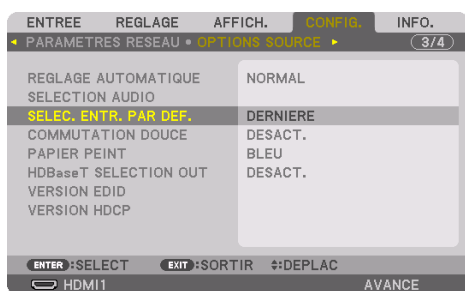 ENTREE REGLAGE AFFICH. CONFIG. INFO.
PARAMETRES RESEAU • OPTIONS SOURCE 3/4
REGLAGE AUTOMATIQUE NORMAL
SELECTION AUDIO
SELEC. ENTR. PAR DEF. DERNIERE
COMMUTATION DOUCE DESACT.
PAPIER PEINT BLEU
HDBaseT SELECTION OUT DESACT.
VERSION EDID
VERSION HDCP
ENTER :SELECT EXIT :SORTIR :DEPLAC
HDMI1 AVANCE